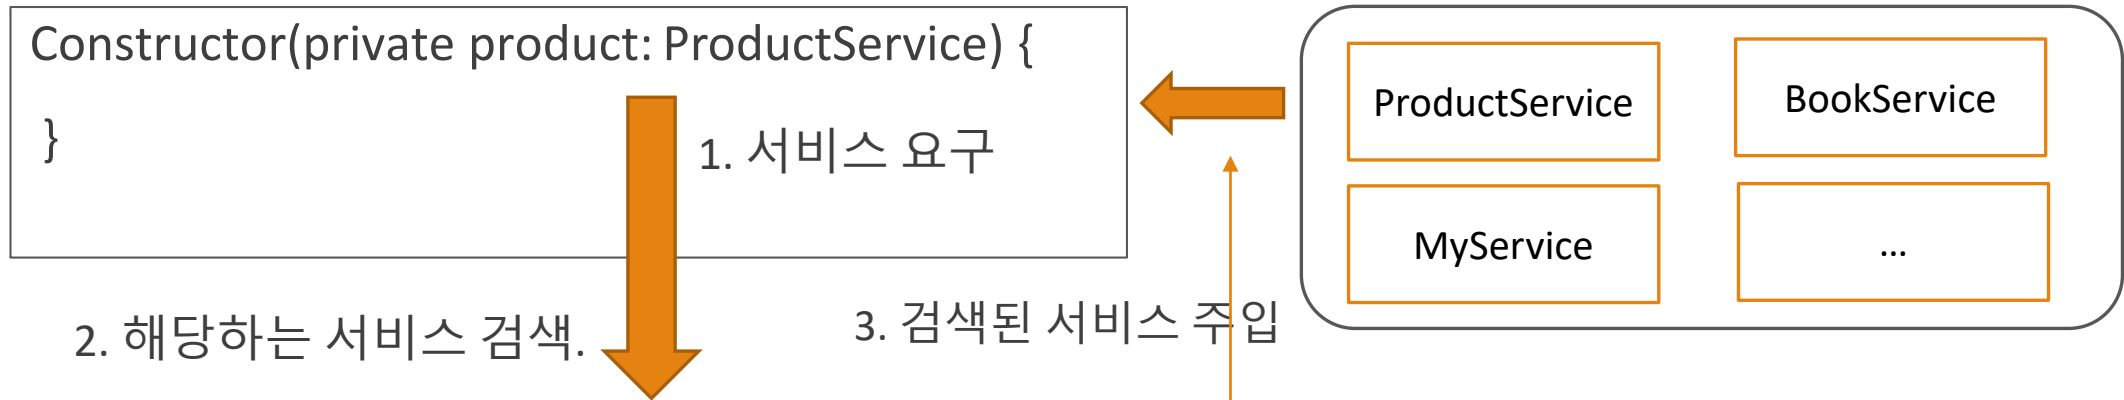 Constructor(private product: ProductService) {
}
1. 서비스 요구
2. 해당하는 서비스 검색.
3. 검색된 서비스 주입
ProductService
BookService
MyService
...